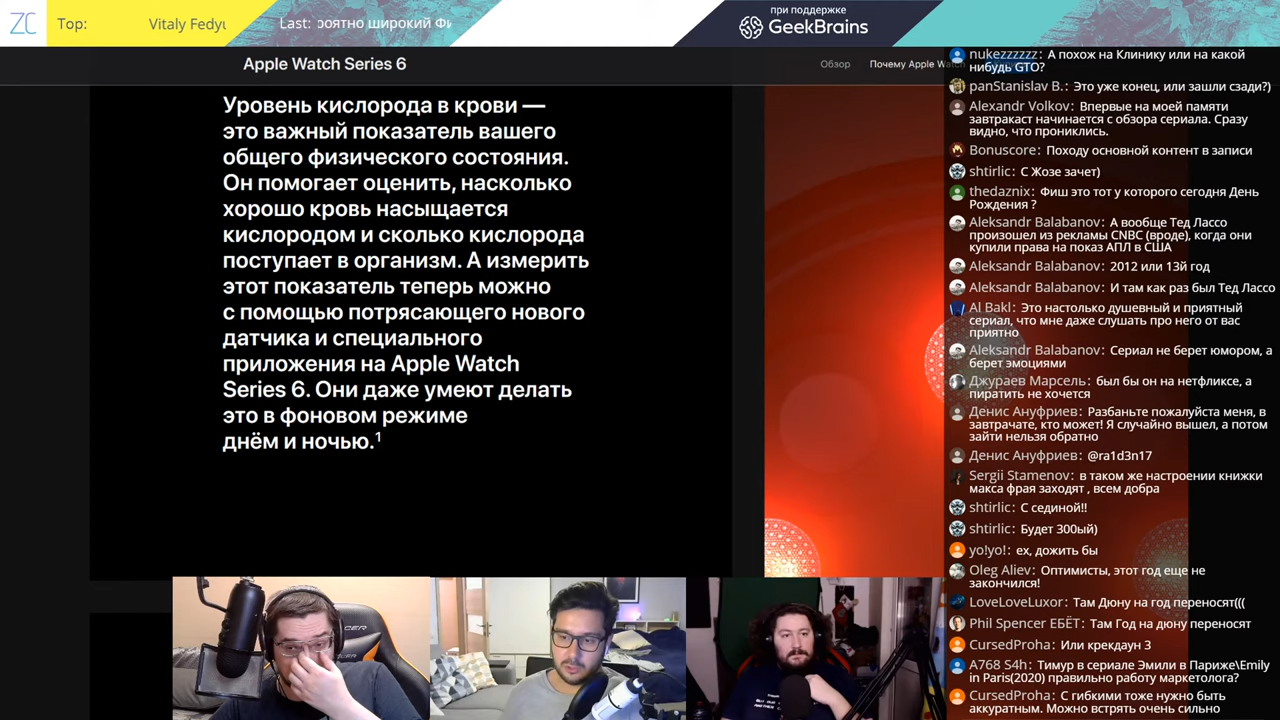 ZC
Top:
Vitaly Fedyu
Last:
роятно широкий Фи
при поддержке
GeekBrains
Apple Watch Series 6
Обзор
Почему Apple Watch
Уровень кислорода в крови —
это важный показатель вашего
общего физического состояния.
Он помогает оценить, насколько
хорошо кровь насыщается
кислородом и сколько кислорода
поступает в организм. А измерить
этот показатель теперь можно
с помощью потрясающего нового
датчика и специального
приложения на Apple Watch
Series 6. Они даже умеют делать
это в фоновом режиме
днём и ночью.1
nukezzzzzz: А похож на Клинику или на какой
нибудь GTO?
panStanislav B.: Это уже конец, или зашли сзади?)
Alexandr Volkov: Впервые на моей памяти
завтракаст начинается с обзора сериала. Сразу
видно, что прониклись.
Bonuscore: Походу основной контент в записи
shtirlic: С Жозе зачет)
thedaznix: Фиш это тот у которого сегодня День
Рождения ?
Aleksandr Balabanov: А вообще Тед Лассо
произошел из рекламы CNBC (вроде), когда они
купили права на показ АПЛ в США
Aleksandr Balabanov: 2012 или 13й год
Aleksandr Balabanov: И там как раз был Тед Лассо
Al Bakl: Это настолько душевный и приятный
сериал, что мне даже слушать про него от вас
приятно
Aleksandr Balabanov: Сериал не берет юмором, а
берет эмоциями
Джураев Марсель: был бы он на нетфликсе, а
пиратить не хочется
Денис Ануфриев: Разбаньте пожалуйста меня, в
завтрачате, кто может! Я случайно вышел, а потом
зайти нельзя обратно
Денис Ануфриев: @ra1d3n17
Sergii Stamenov: в таком же настроении книжки
макса фрая заходят , всем добра
shtirlic: С сединой!!
shtirlic: Будет 300ый)
yo!yo!: ех, дожить бы
Oleg Aliev: Оптимисты, этот год еще не
закончился!
LoveLoveLuxor: Там Дюну на год переносят(((
Phil Spencer ЕБЁТ: Там Год на дюну переносят
CursedProha: Или крекдаун 3
A768 S4h: Тимур в сериале Эмили в Париже\Emily
in Paris(2020) правильно работу маркетолога?
CursedProha: С гибкими тоже нужно быть
аккуратным. Можно встрять очень сильно